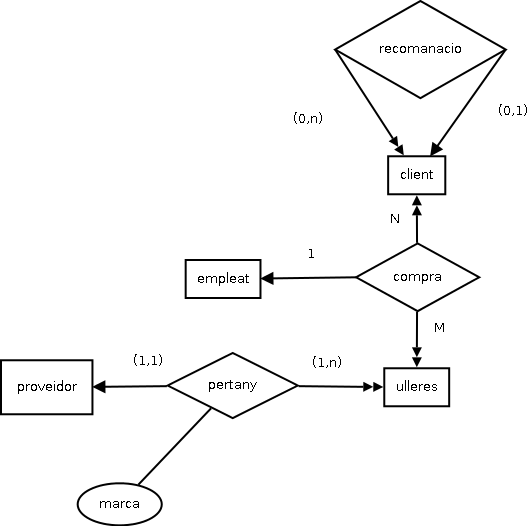 recomanacio
(0,n)
(0,1)
client
N
1
empleat
compra
M
(1,1)
(1,n)
proveidor
pertany
ulleres
marca